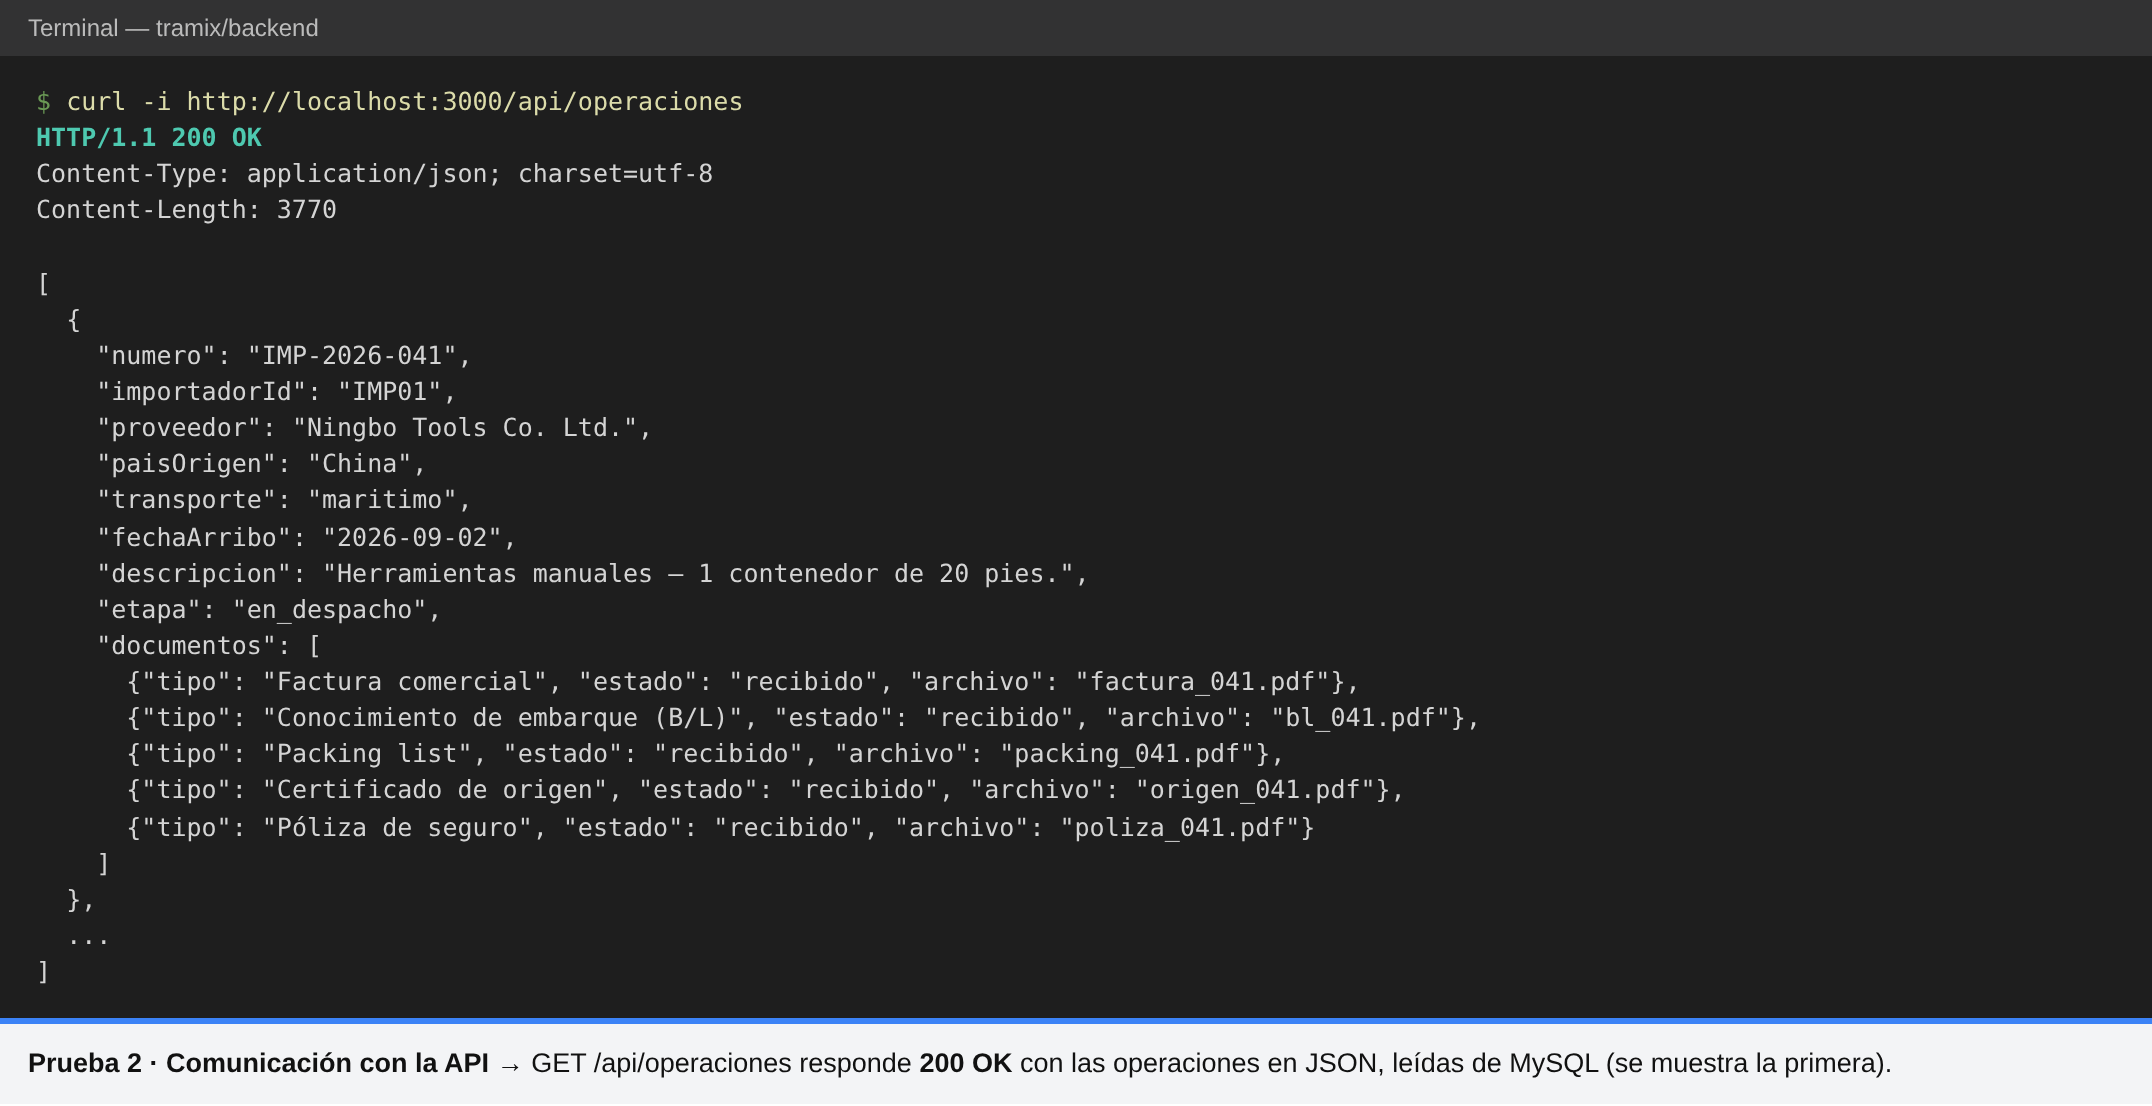 Terminal — tramix/backend
$ curl -i http://localhost:3000/api/operaciones
HTTP/1.1 200 OK
Content-Type: application/json; charset=utf-8
Content-Length: 3770
[
{
"numero": "IMP-2026-041",
"importadorId": "IMP01",
"proveedor": "Ningbo Tools Co. Ltd.",
"paisOrigen": "China",
"transporte": "maritimo",
"fechaArribo": "2026-09-02",
"descripcion": "Herramientas manuales — 1 contenedor de 20 pies.",
"etapa": "en_despacho",
"documentos": [
{"tipo": "Factura comercial", "estado": "recibido", "archivo": "factura_041.pdf"},
{"tipo": "Conocimiento de embarque (B/L)", "estado": "recibido", "archivo": "bl_041.pdf"},
{"tipo": "Packing list", "estado": "recibido", "archivo": "packing_041.pdf"},
{"tipo": "Certificado de origen", "estado": "recibido", "archivo": "origen_041.pdf"},
{"tipo": "Póliza de seguro", "estado": "recibido", "archivo": "poliza_041.pdf"}
]
},
...
]
Prueba 2 · Comunicación con la API → GET /api/operaciones responde 200 OK con las operaciones en JSON, leídas de MySQL (se muestra la primera).